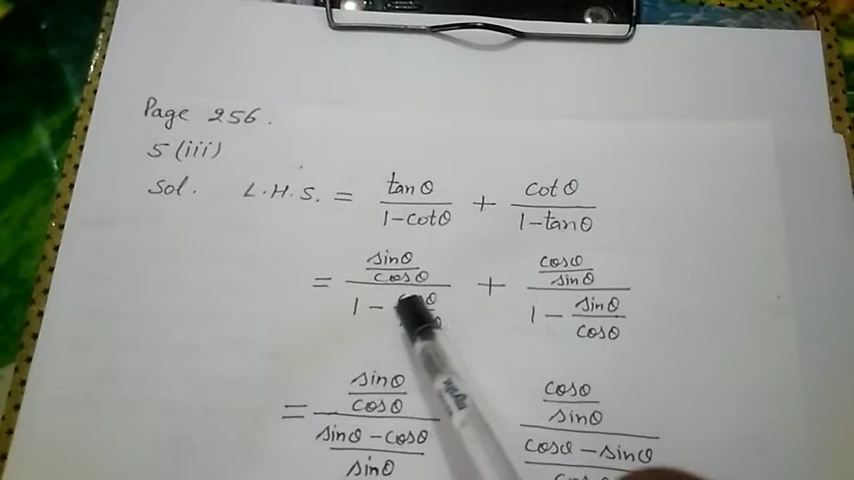 Page 256.
5 (iii)
Sol. L.H.S. = tanθ / 1-cotθ + cotθ / 1-tanθ
= sinθ/cosθ / 1- θ/θ + cosθ/sinθ / 1 - sinθ/cosθ
= sinθ/cosθ / sinθ-cosθ/sinθ cosθ/sinθ / cosθ-sinθ